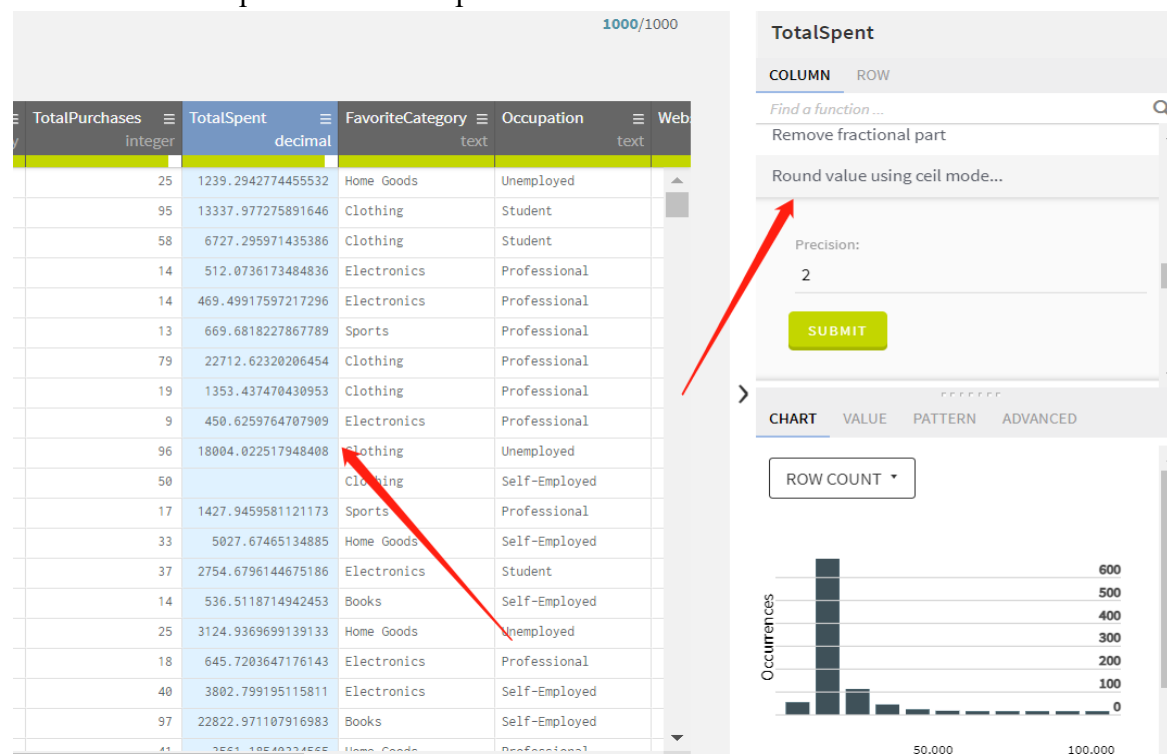 1000/1000
TotalPurchases TotalSpent FavoriteCategory Occupation Web
integer decimal text text
25 1239.2942774455532 Home Goods Unemployed
95 13337.977275891646 Clothing Student
58 6727.295971435386 Clothing Student
14 512.0736173484836 Electronics Professional
14 469.49917597217296 Electronics Professional
13 669.6818227867789 Sports Professional
79 22712.62320206454 Clothing Professional
19 1353.437470430953 Clothing Professional
9 450.6259764707909 Electronics Professional
96 18004.022517948408 Clothing Unemployed
50 Clothing Self-Employed
17 1427.9459581121173 Sports Professional
33 5027.67465134885 Home Goods Self-Employed
37 2754.6796144675186 Electronics Student
14 536.5118714942453 Books Self-Employed
25 3124.9369699139133 Home Goods Unemployed
18 645.7203647176143 Electronics Professional
40 3802.799195115811 Electronics Self-Employed
97 22822.971107916983 Books Self-Employed
TotalSpent
COLUMN ROW
Find a function ...
Remove fractional part
Round value using ceil mode...
Precision:
2
SUBMIT
CHART VALUE PATTERN ADVANCED
ROW COUNT
Occurrences
600
500
400
300
200
100
0
50,000 100,000